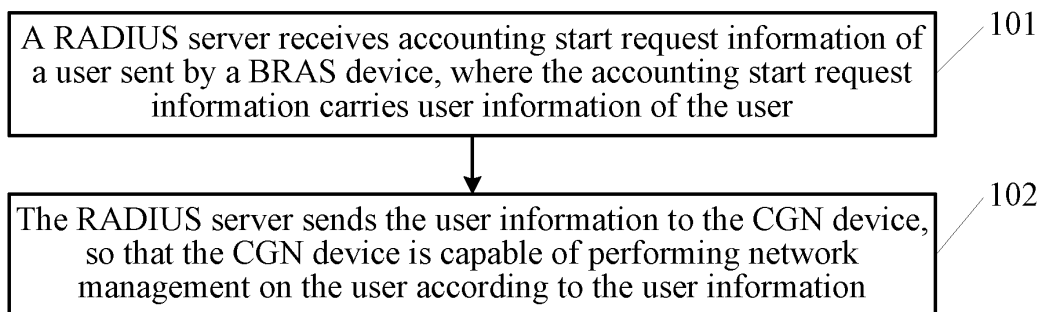 A RADIUS server receives accounting start request information of
a user sent by a BRAS device, where the accounting start request
information carries user information of the user
101
The RADIUS server sends the user information to the CGN device,
so that the CGN device is capable of performing network
management on the user according to the user information
102